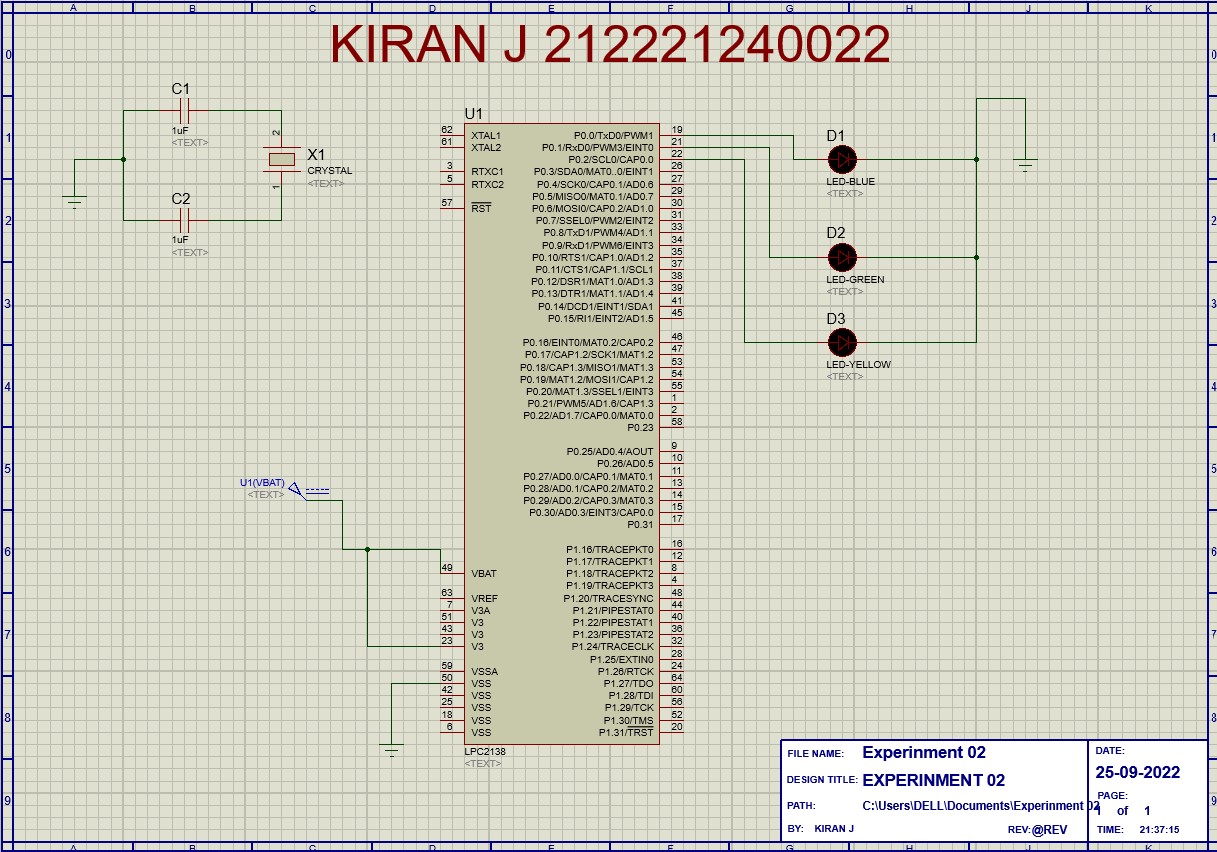 A B C D E F G H J K
KIRAN J 212221240022
0 0
1 1
2 2
3 3
4 4
5 5
6 6
7 7
8 8
9 9
C1
1uF
<TEXT>
2
X1
CRYSTAL
<TEXT>
1
C2
1uF
<TEXT>
U1(VBAT)
<TEXT>
U1
62 XTAL1
61 XTAL2
3 RTXC1
5 RTXC2
57 RST
49 VBAT
63 VREF
7 V3A
51 V3
43 V3
23 V3
59 VSSA
50 VSS
42 VSS
25 VSS
18 VSS
6 VSS
P0.0/TxD0/PWM1 19
P0.1/RxD0/PWM3/EINT0 21
P0.2/SCL0/CAP0.0 22
P0.3/SDA0/MAT0..0/EINT1 26
P0.4/SCK0/CAP0.1/AD0.6 27
P0.5/MISO0/MAT0.1/AD0.7 29
P0.6/MOSI0/CAP0.2/AD1.0 30
P0.7/SSEL0/PWM2/EINT2 31
P0.8/TxD1/PWM4/AD1.1 33
P0.9/RxD1/PWM6/EINT3 34
P0.10/RTS1/CAP1.0/AD1.2 35
P0.11/CTS1/CAP1.1/SCL1 37
P0.12/DSR1/MAT1.0/AD1.3 38
P0.13/DTR1/MAT1.1/AD1.4 39
P0.14/DCD1/EINT1/SDA1 41
P0.15/RI1/EINT2/AD1.5 45
P0.16/EINT0/MAT0.2/CAP0.2 46
P0.17/CAP1.2/SCK1/MAT1.2 47
P0.18/CAP1.3/MISO1/MAT1.3 53
P0.19/MAT1.2/MOSI1/CAP1.2 54
P0.20/MAT1.3/SSEL1/EINT3 55
P0.21/PWM5/AD1.6/CAP1.3 1
P0.22/AD1.7/CAP0.0/MAT0.0 2
P0.23 58
P0.25/AD0.4/AOUT 9
P0.26/AD0.5 10
P0.27/AD0.0/CAP0.1/MAT0.1 11
P0.28/AD0.1/CAP0.2/MAT0.2 13
P0.29/AD0.2/CAP0.3/MAT0.3 14
P0.30/AD0.3/EINT3/CAP0.0 15
P0.31 17
P1.16/TRACEPKT0 16
P1.17/TRACEPKT1 12
P1.18/TRACEPKT2 8
P1.19/TRACEPKT3 4
P1.20/TRACESYNC 48
P1.21/PIPESTAT0 44
P1.22/PIPESTAT1 40
P1.23/PIPESTAT2 36
P1.24/TRACECLK 32
P1.25/EXTIN0 28
P1.26/RTCK 24
P1.27/TDO 64
P1.28/TDI 60
P1.29/TCK 56
P1.30/TMS 52
P1.31/TRST 20
LPC2138
<TEXT>
D1
LED-BLUE
<TEXT>
D2
LED-GREEN
<TEXT>
D3
LED-YELLOW
<TEXT>
FILE NAME: Experinment 02
DESIGN TITLE: EXPERINMENT 02
PATH: C:\Users\DELL\Documents\Experinment 02
BY: KIRAN J REV:@REV
DATE:
25-09-2022
PAGE:
1 of 1
TIME: 21:37:15
A B C D E F G H J K